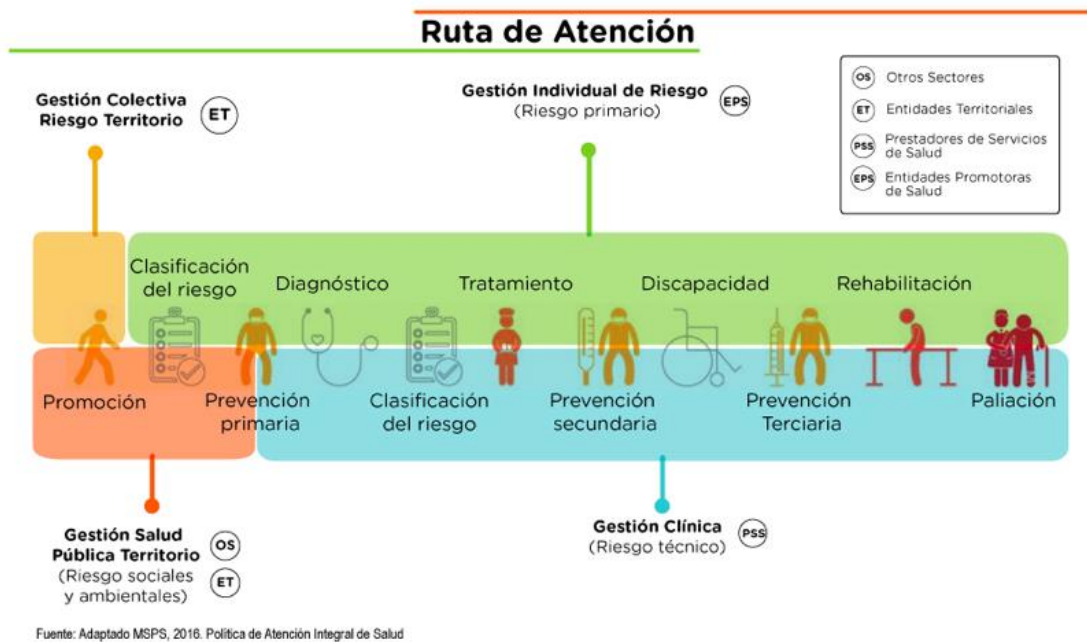 Ruta de Atención
Gestión Colectiva
Riesgo Territorio
ET
Gestión Individual de Riesgo
(Riesgo primario)
EPS
OS Otros Sectores
ET Entidades Territoriales
PSS Prestadores de Servicios
de Salud
EPS Entidades Promotoras
de Salud
Clasificación
del riesgo
Diagnóstico
Tratamiento
Discapacidad
Rehabilitación
Promoción
Prevención
primaria
Clasificación
del riesgo
Prevención
secundaria
Prevención
Terciaria
Paliación
Gestión Salud
Pública Territorio
(Riesgo sociales
y ambientales)
OS
ET
Gestión Clínica
(Riesgo técnico)
PSS
Fuente: Adaptado MSPS, 2016. Política de Atención Integral de Salud